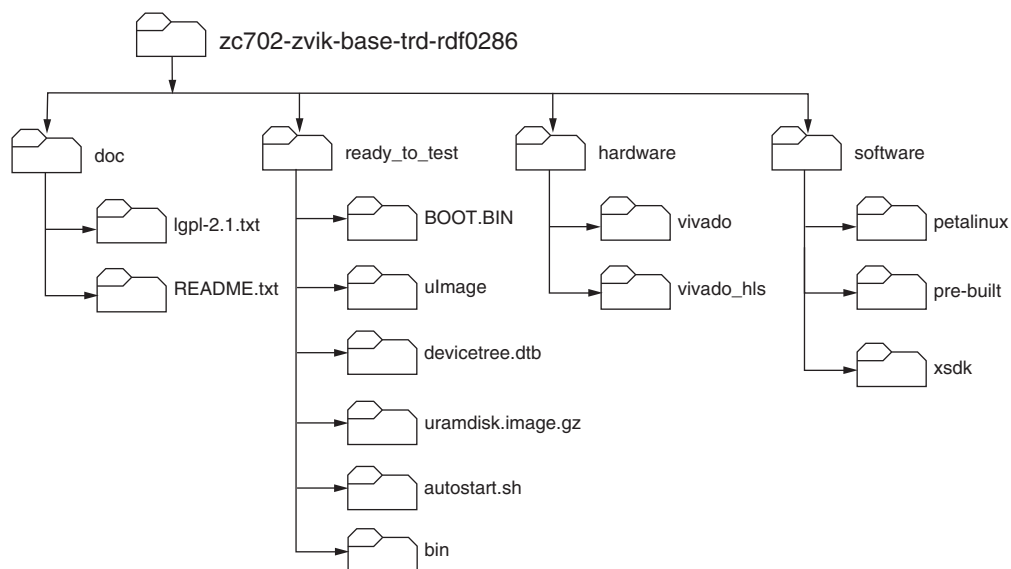 zc702-zvik-base-trd-rdf0286
doc
ready_to_test
hardware
software
lgpl-2.1.txt
BOOT.BIN
vivado
petalinux
README.txt
uImage
vivado_hls
pre-built
devicetree.dtb
xsdk
uramdisk.image.gz
autostart.sh
bin